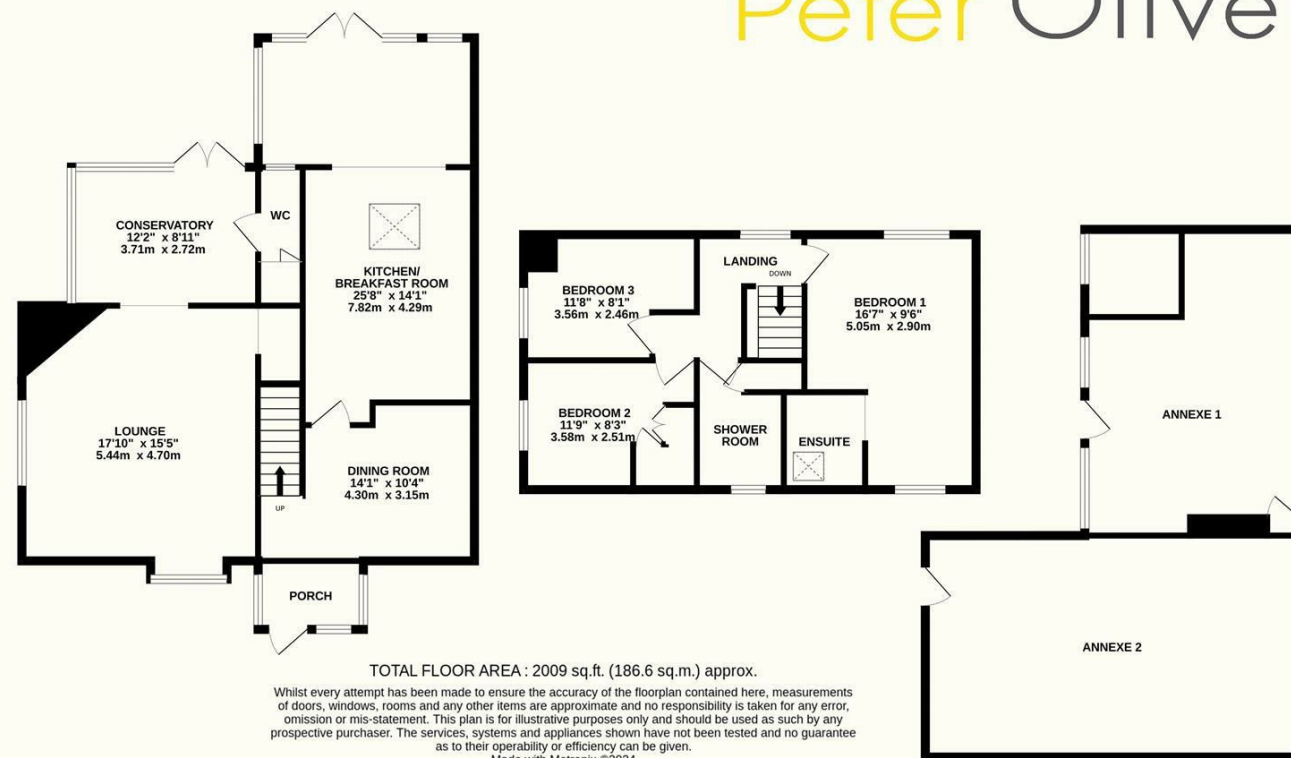 Peter Olive
WC
CONSERVATORY
12'2" x 8'11"
3.71m x 2.72m
KITCHEN/
BREAKFAST ROOM
25'8" x 14'1"
7.82m x 4.29m
LOUNGE
17'10" x 15'5"
5.44m x 4.70m
DINING ROOM
14'1" x 10'4"
4.30m x 3.15m
UP
PORCH
LANDING
DOWN
BEDROOM 3
11'8" x 8'1"
3.56m x 2.46m
BEDROOM 1
16'7" x 9'6"
5.05m x 2.90m
BEDROOM 2
11'9" x 8'3"
3.58m x 2.51m
SHOWER
ROOM
ENSUITE
ANNEXE 1
ANNEXE 2
TOTAL FLOOR AREA : 2009 sq.ft. (186.6 sq.m.) approx.
Whilst every attempt has been made to ensure the accuracy of the floorplan contained here, measurements
of doors, windows, rooms and any other items are approximate and no responsibility is taken for any error,
omission or mis-statement. This plan is for illustrative purposes only and should be used as such by any
prospective purchaser. The services, systems and appliances shown have not been tested and no guarantee
as to their operability or efficiency can be given.
Made with Metropix ©2024